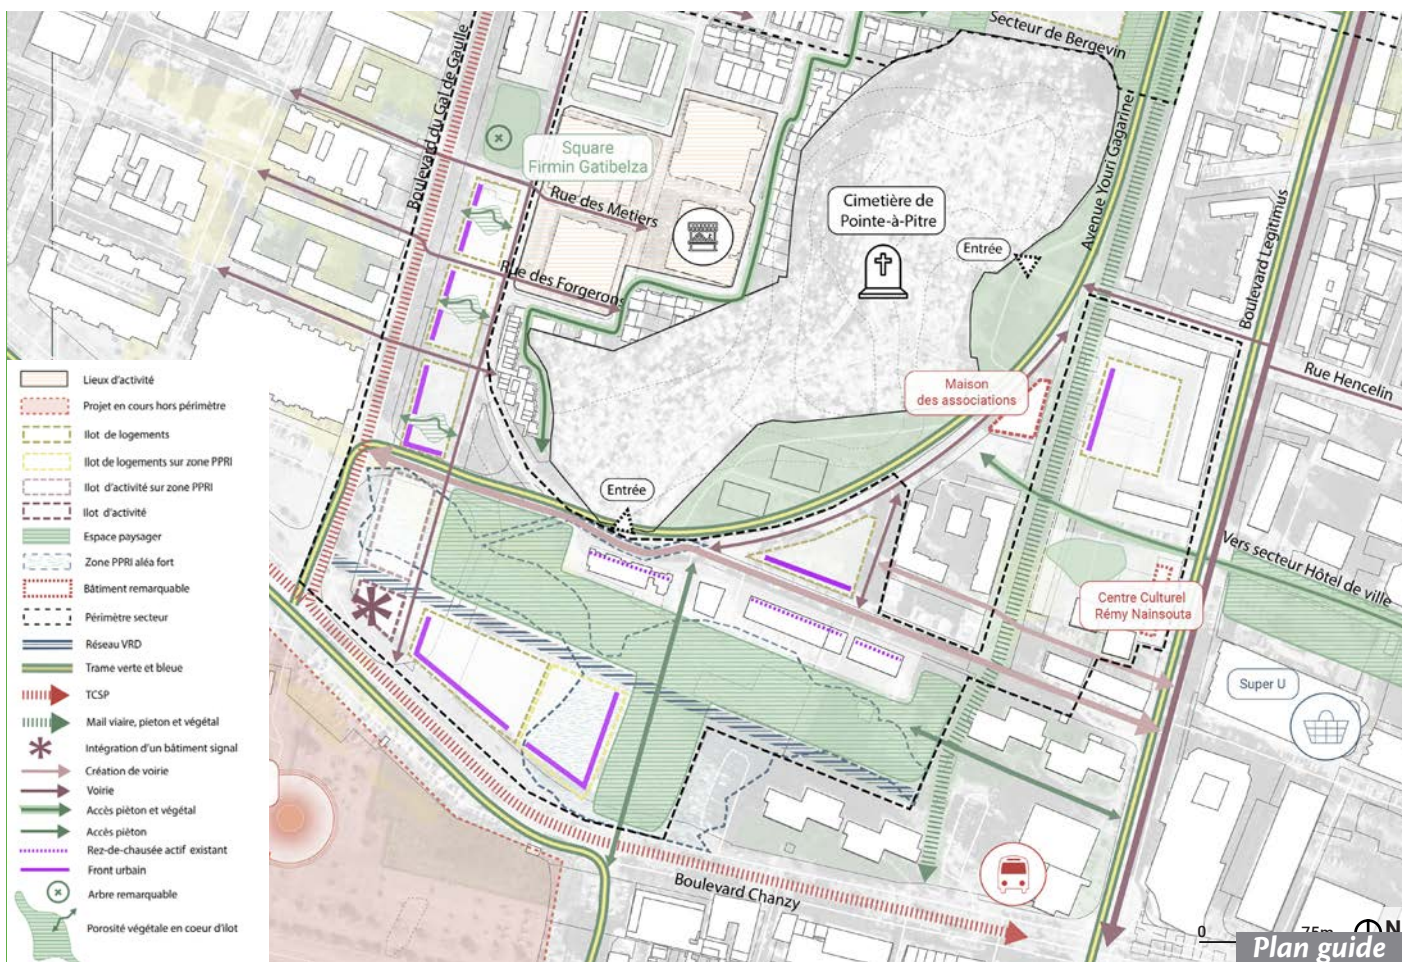 Secteur de Bergevin
Boulevard du Gal de Gaulle
Square
Firmin Gatibelza
Rue des Metiers
Rue des Forgerons
Cimetière de
Pointe-à-Pitre
Entrée
Avenue Youri Gagarine
Boulevard Legitimus
Rue Hencelin
Maison
des associations
Entrée
Vers secteur Hôtel de ville
Centre Culturel
Rémy Nainsouta
Super U
Boulevard Chanzy
Lieux d'activité
Projet en cours hors périmètre
Ilot de logements
Ilot de logements sur zone PPRI
Ilot d'activité sur zone PPRI
Ilot d'activité
Espace paysager
Zone PPRI aléa fort
Bâtiment remarquable
Périmètre secteur
Réseau VRD
Trame verte et bleue
TCSP
Mail viaire, pieton et végétal
Intégration d'un bâtiment signal
Création de voirie
Voirie
Accès pièton et végétal
Accès pièton
Rez-de-chausée actif existant
Front urbain
Arbre remarquable
Porosité végétale en coeur d'ilot
0 75m N
Plan guide